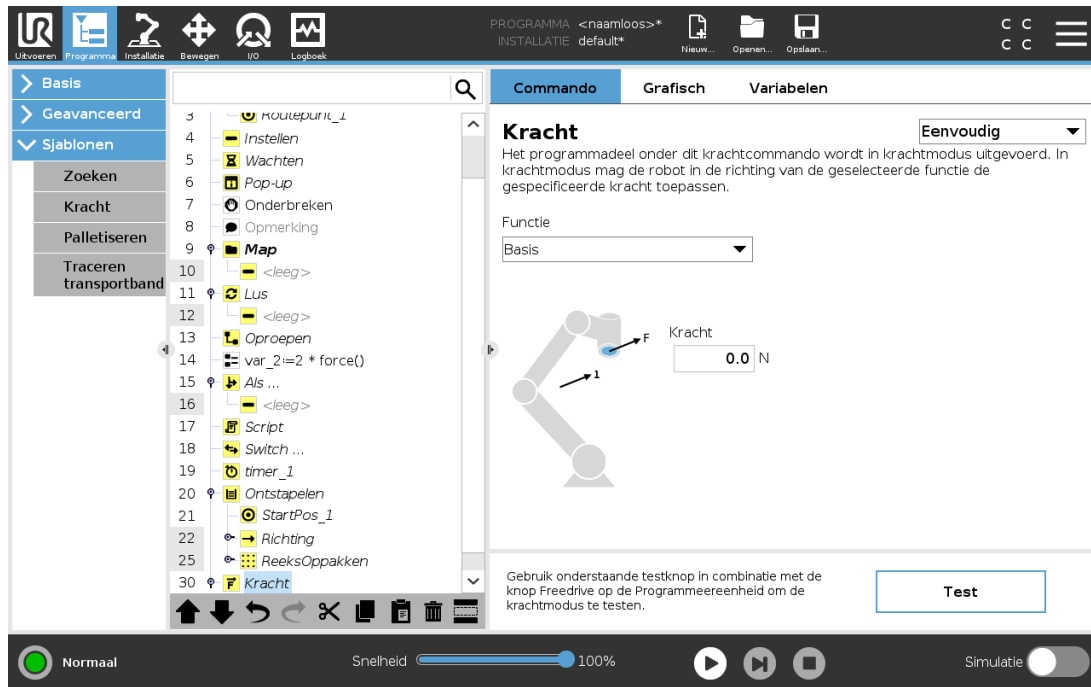 PROGRAMMA <naamloos>*
INSTALLATIE default*
Uitvoeren Programma Installatie Bewegen I/O Logboek
Nieuw... Openen... Opslaan...
C C
C C
Basis
Geavanceerd
Sjablonen
Zoeken
Kracht
Palletiseren
Traceren
transportband
3 Routepunt_1
4 Instellen
5 Wachten
6 Pop-up
7 Onderbreken
8 Opmerking
9 Map
10 <leeg>
11 Lus
12 <leeg>
13 Oproepen
14 var_2:=2 * force()
15 Als ...
16 <leeg>
17 Script
18 Switch ...
19 timer_1
20 Ontstapelen
21 StartPos_1
22 Richting
25 ReeksOppakken
30 Kracht
Commando Grafisch Variabelen
Kracht
Eenvoudig
Het programmadeel onder dit krachtcommando wordt in krachtmodus uitgevoerd. In
krachtmodus mag de robot in de richting van de geselecteerde functie de
gespecificeerde kracht toepassen.
Functie
Basis
F
1
Kracht
0.0 N
Gebruik onderstaande testknop in combinatie met de
knop Freedrive op de Programmeereenheid om de
krachtmodus te testen.
Test
Normaal
Snelheid 100%
Simulatie